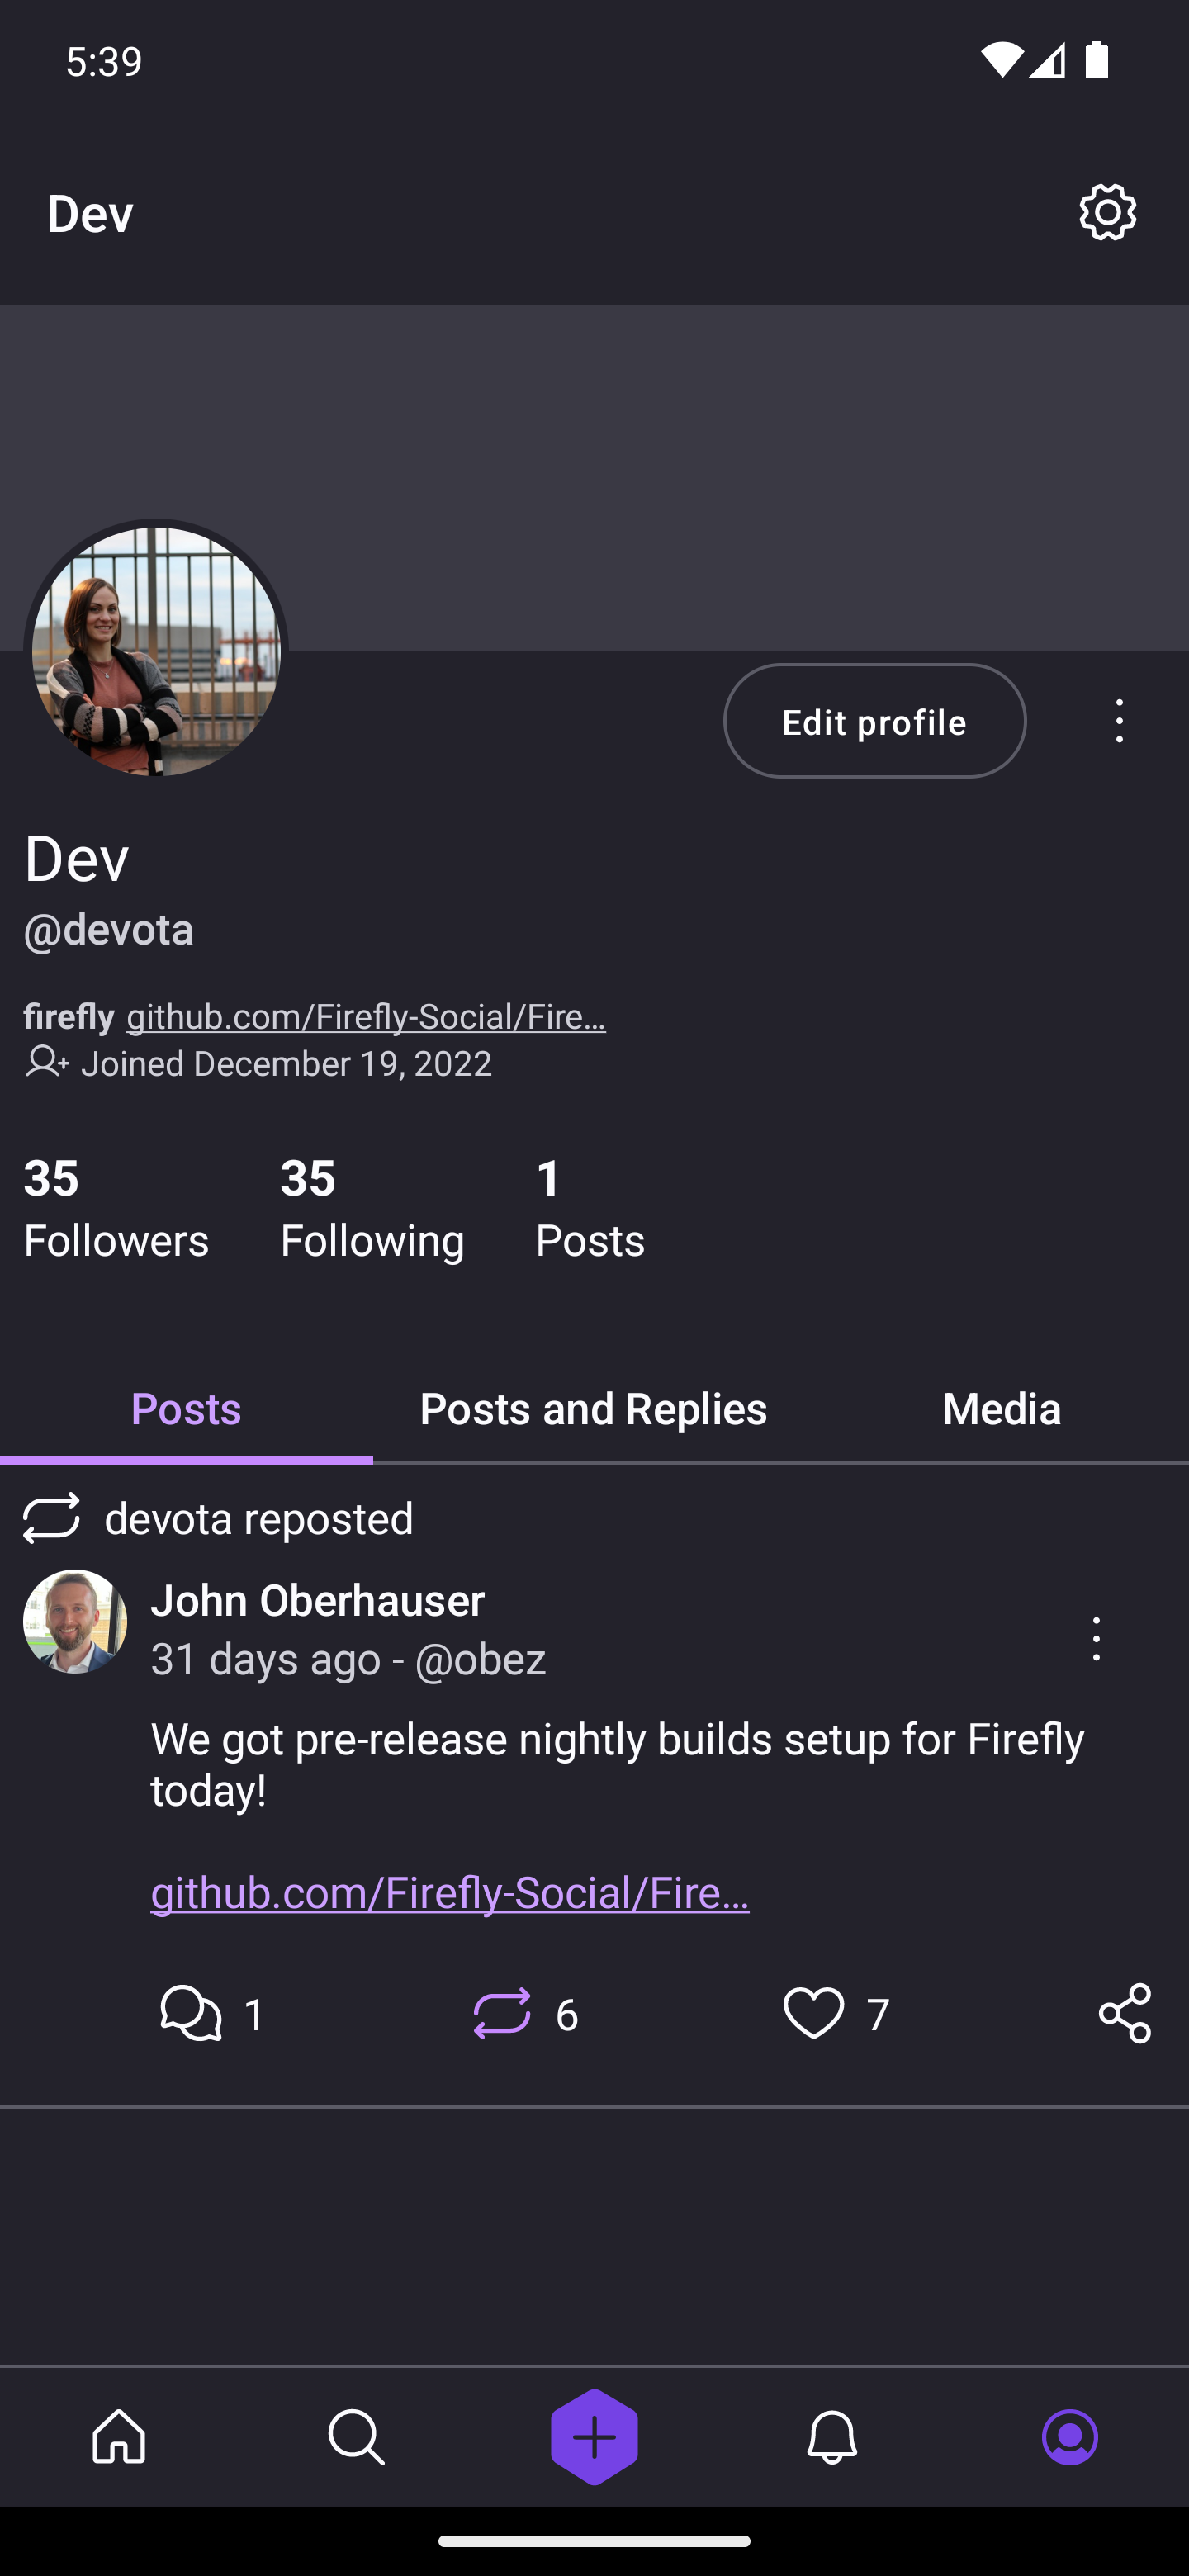 5:39
Dev
Edit profile
Dev
@devota
firefly github.com/Firefly-Social/Fire…
Joined December 19, 2022
35 35 1
Followers Following Posts
Posts Posts and Replies Media
devota reposted
John Oberhauser
31 days ago - @obez
We got pre-release nightly builds setup for Firefly
today!
github.com/Firefly-Social/Fire…
1 6 7